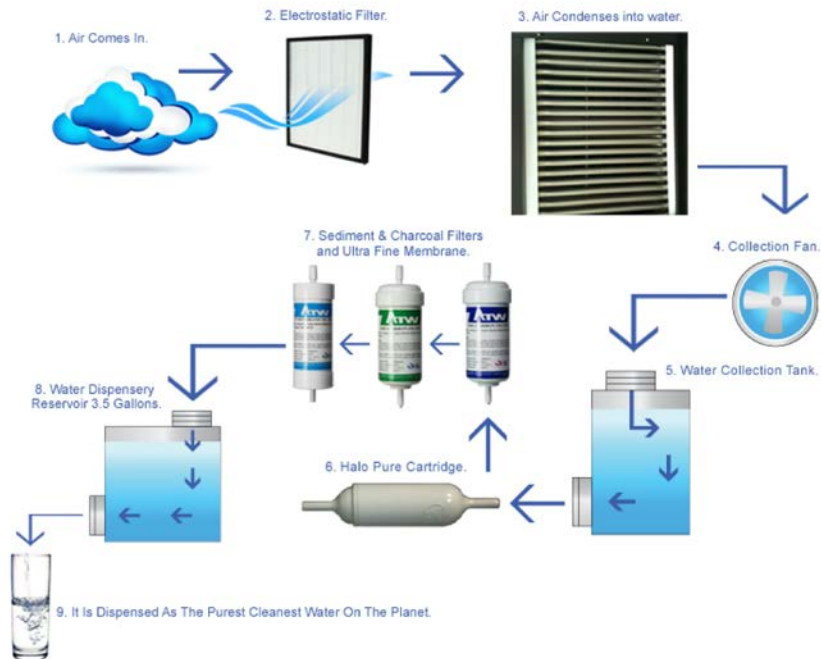 1. Air Comes In.
2. Electrostatic Filter.
3. Air Condenses into water.
4. Collection Fan.
5. Water Collection Tank.
6. Halo Pure Cartridge.
7. Sediment & Charcoal Filters
and Ultra Fine Membrane.
ATW
ATW
ATW
8. Water Dispensery
Reservoir 3.5 Gallons.
9. It Is Dispensed As The Purest Cleanest Water On The Planet.